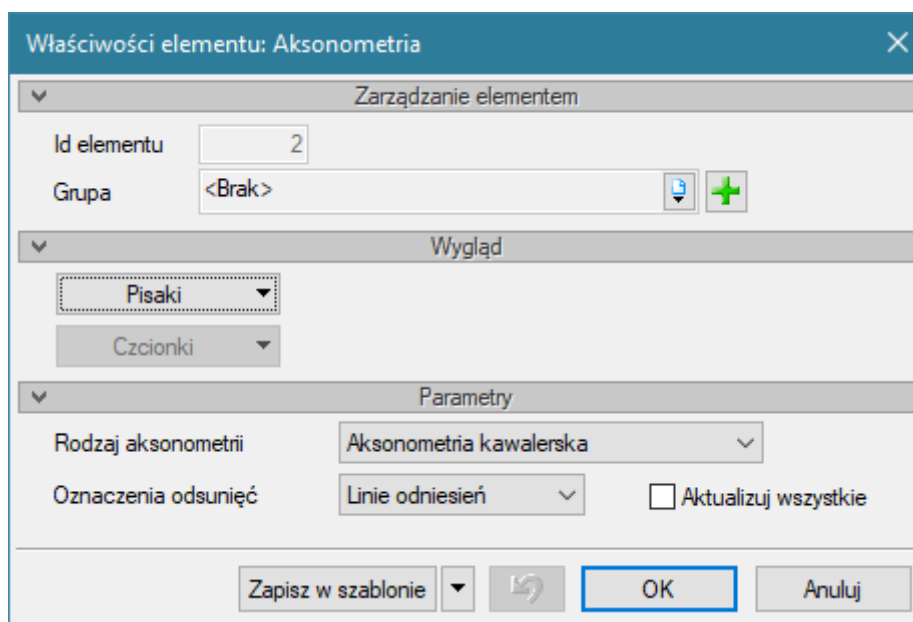 Właściwości elementu: Aksonometria
Zarządzanie elementem
Id elementu 2
Grupa <Brak>
Wygląd
Pisaki
Czcionki
Parametry
Rodzaj aksonometrii Aksonometria kawalerska
Oznaczenia odsunięć Linie odniesień Aktualizuj wszystkie
Zapisz w szablonie OK Anuluj